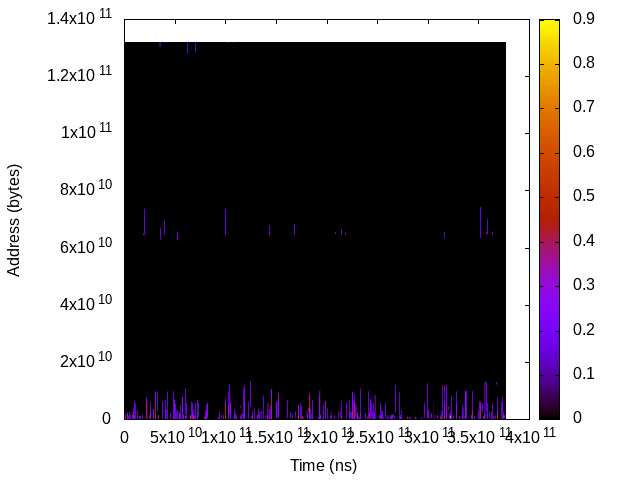 1.4x10 11
1.2x10 11
1x10 11
8x10 10
6x10 10
4x10 10
2x10 10
0
Address (bytes)
0 5x10 10 1x10 11 1.5x10 11 2x10 11 2.5x10 11 3x10 11 3.5x10 11 4x10 11
Time (ns)
0.9
0.8
0.7
0.6
0.5
0.4
0.3
0.2
0.1
0